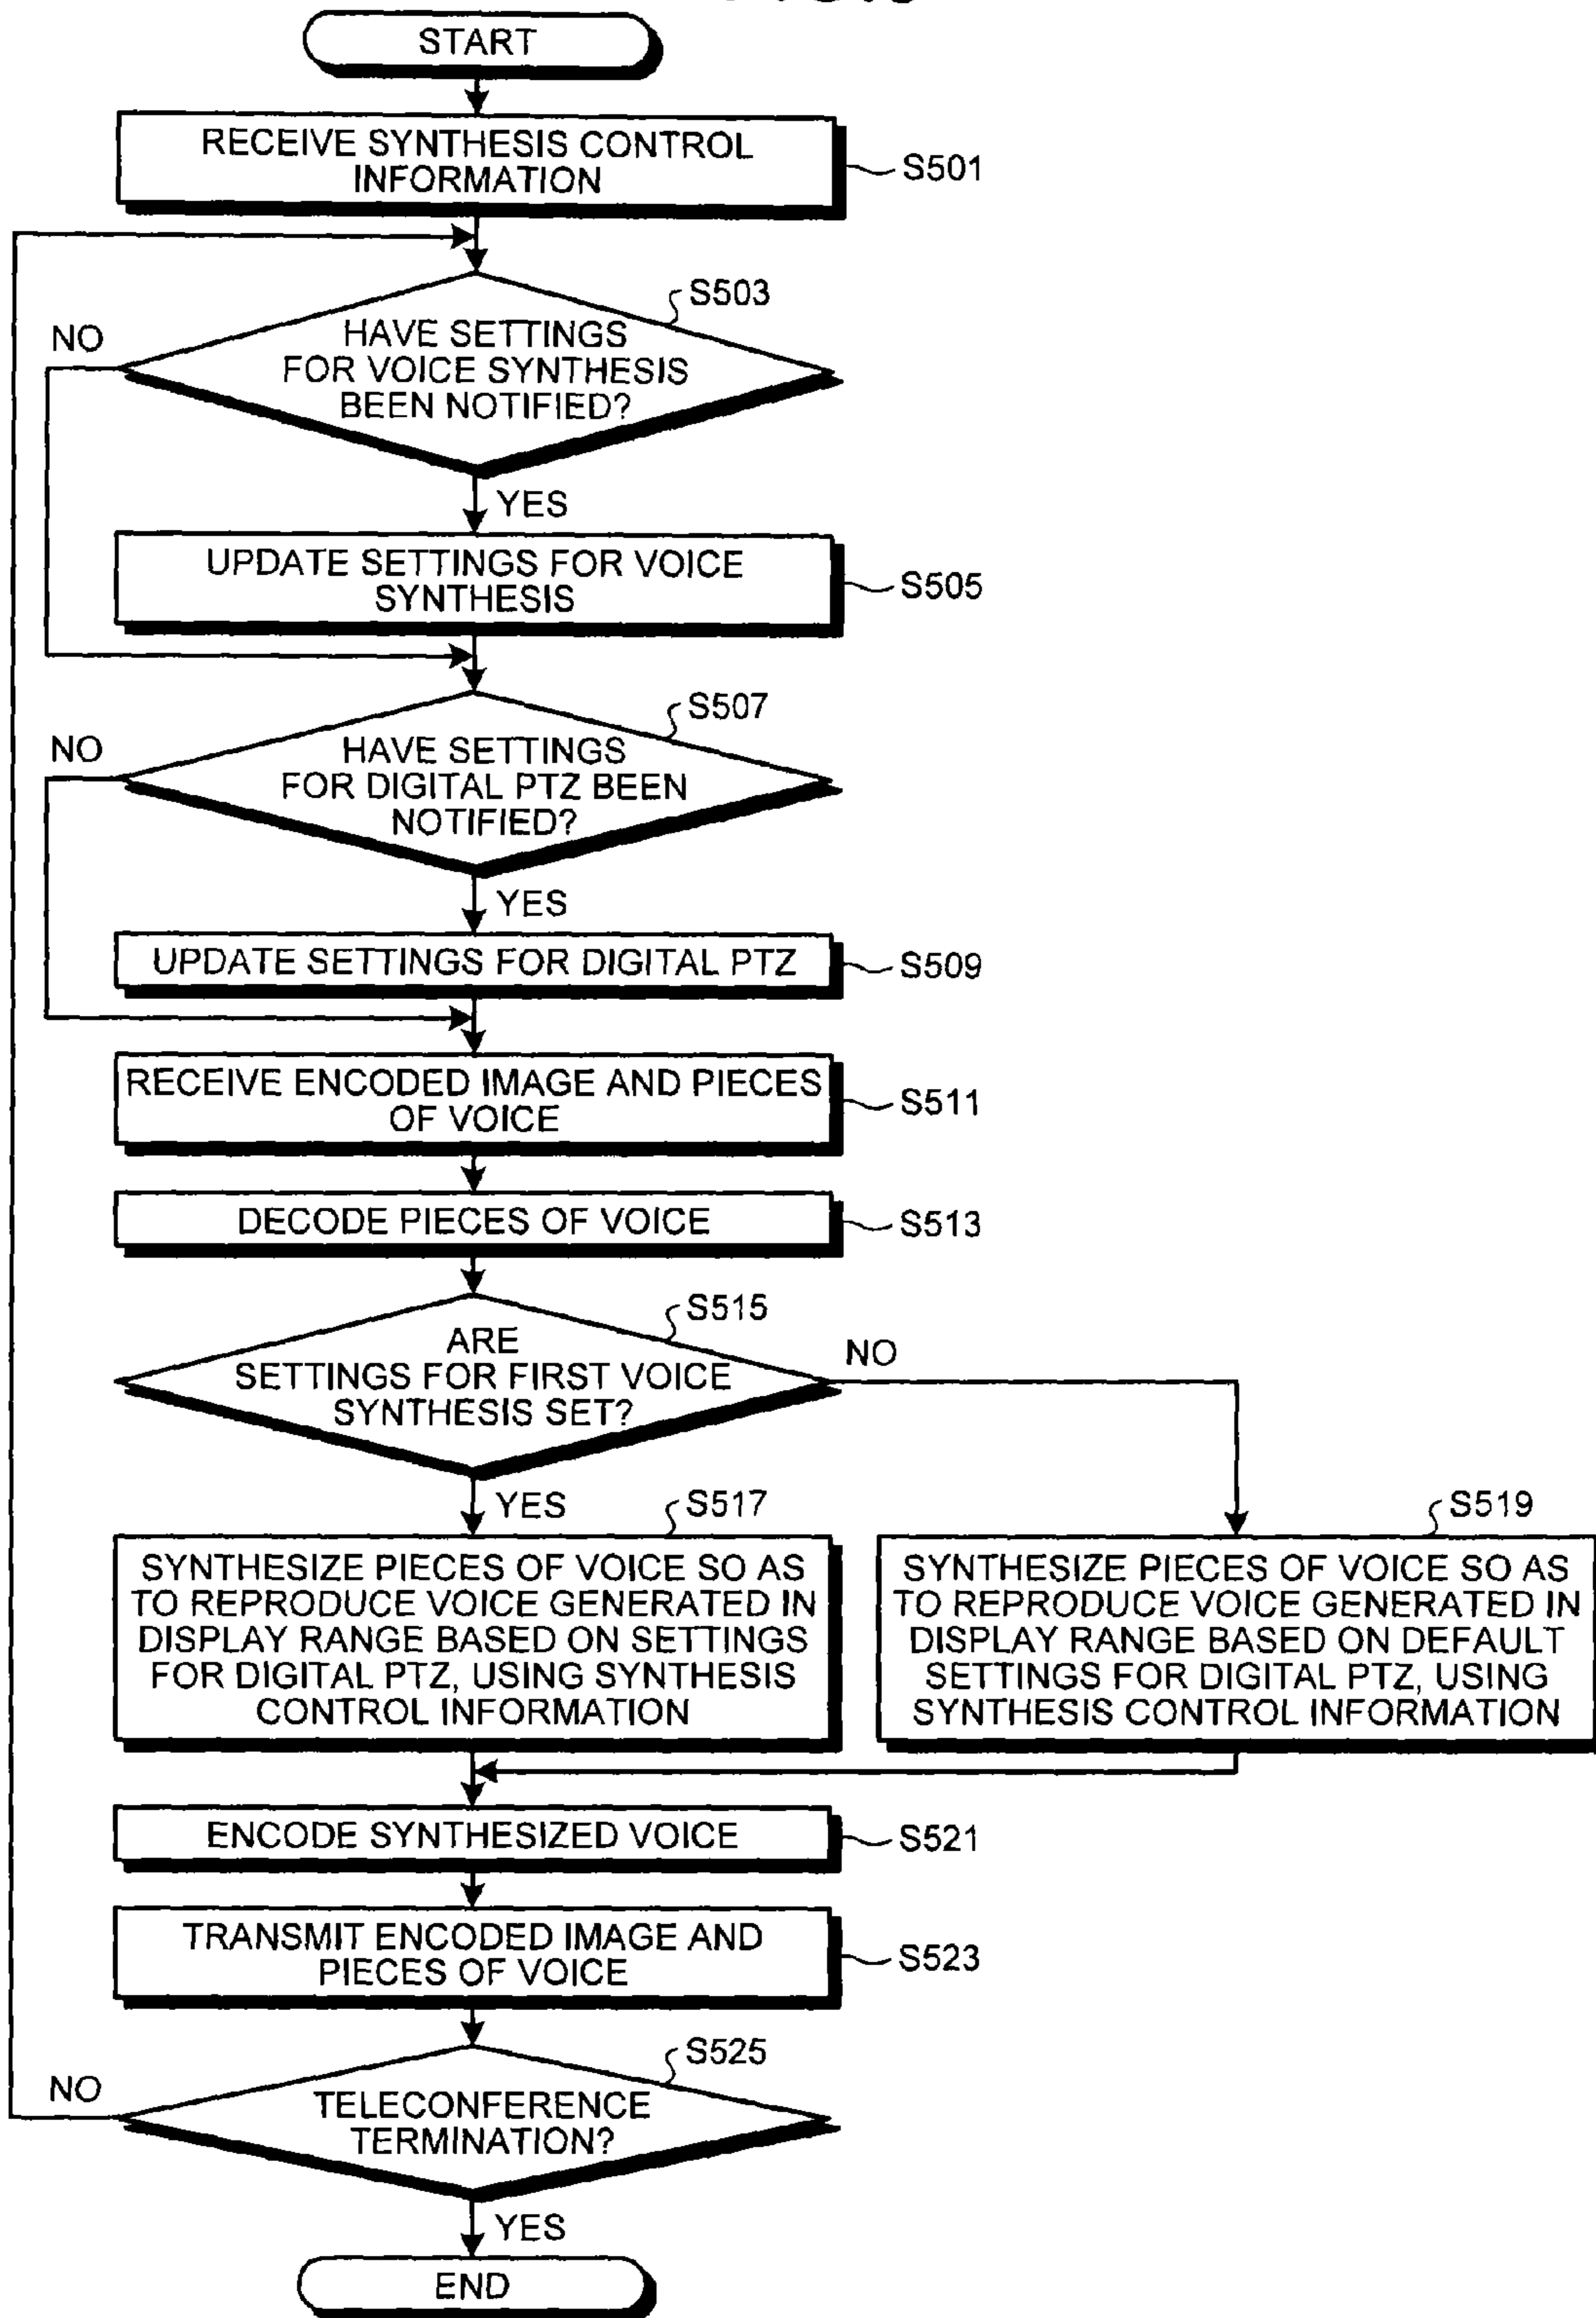 START
RECEIVE SYNTHESIS CONTROL
INFORMATION
S501
S503
HAVE SETTINGS
FOR VOICE SYNTHESIS
BEEN NOTIFIED?
NO
YES
UPDATE SETTINGS FOR VOICE
SYNTHESIS
S505
S507
HAVE SETTINGS
FOR DIGITAL PTZ BEEN
NOTIFIED?
NO
YES
UPDATE SETTINGS FOR DIGITAL PTZ
S509
RECEIVE ENCODED IMAGE AND PIECES
OF VOICE
S511
DECODE PIECES OF VOICE
S513
S515
ARE
SETTINGS FOR FIRST VOICE
SYNTHESIS SET?
NO
YES
S517
SYNTHESIZE PIECES OF VOICE SO AS
TO REPRODUCE VOICE GENERATED IN
DISPLAY RANGE BASED ON SETTINGS
FOR DIGITAL PTZ, USING SYNTHESIS
CONTROL INFORMATION
S519
SYNTHESIZE PIECES OF VOICE SO AS
TO REPRODUCE VOICE GENERATED IN
DISPLAY RANGE BASED ON DEFAULT
SETTINGS FOR DIGITAL PTZ, USING
SYNTHESIS CONTROL INFORMATION
ENCODE SYNTHESIZED VOICE
S521
TRANSMIT ENCODED IMAGE AND
PIECES OF VOICE
S523
S525
TELECONFERENCE
TERMINATION?
NO
YES
END